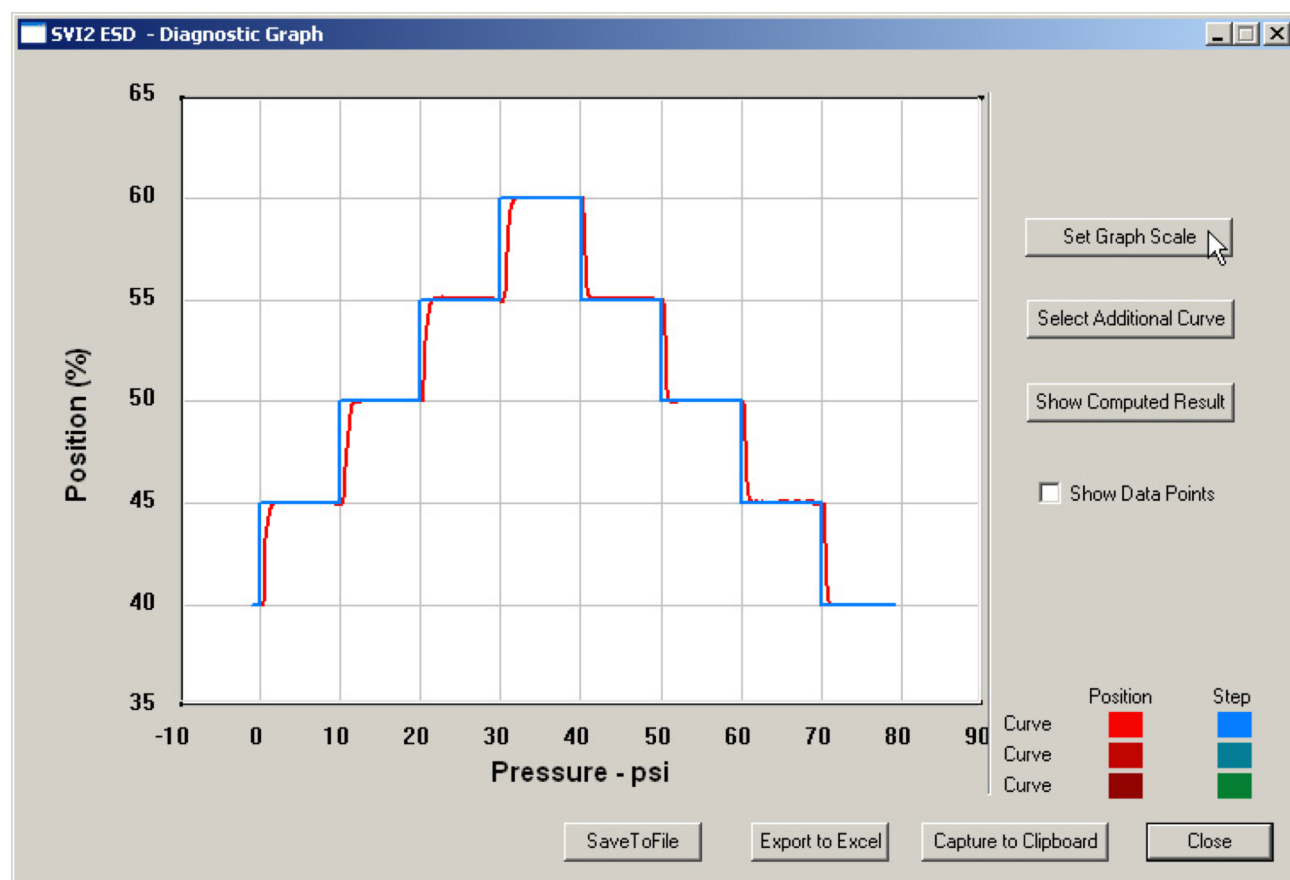 SVI2 ESD - Diagnostic Graph
65
60
55
50
45
40
35
Position (%)
-10 0 10 20 30 40 50 60 70 80 90
Pressure - psi
Set Graph Scale
Select Additional Curve
Show Computed Result
Show Data Points
Position Step
Curve
Curve
Curve
SaveToFile Export to Excel Capture to Clipboard Close